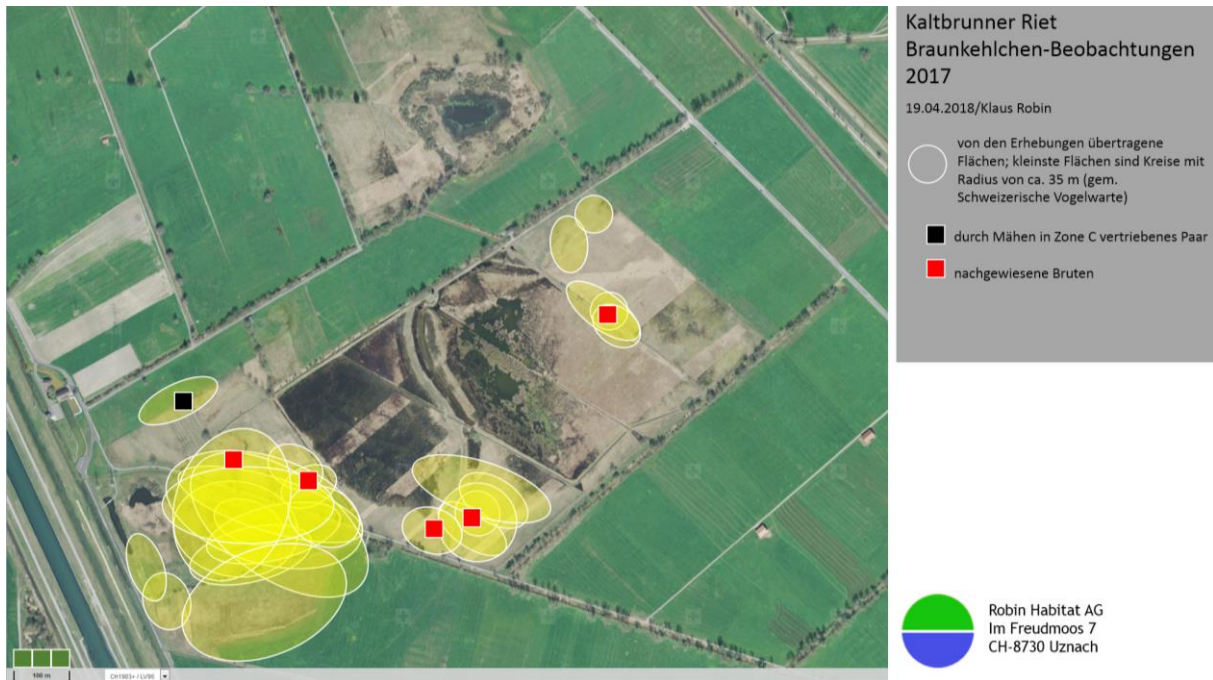 Kaltbrunner Riet
Braunkehlchen-Beobachtungen
2017
19.04.2018/Klaus Robin
von den Erhebungen übertragene
Flächen; kleinste Flächen sind Kreise mit
Radius von ca. 35 m (gem.
Schweizerische Vogelwarte)
durch Mähen in Zone C vertriebenes Paar
nachgewiesene Bruten
Robin Habitat AG
Im Freudmoos 7
CH-8730 Uznach
100 m
CH1903+ / LV95